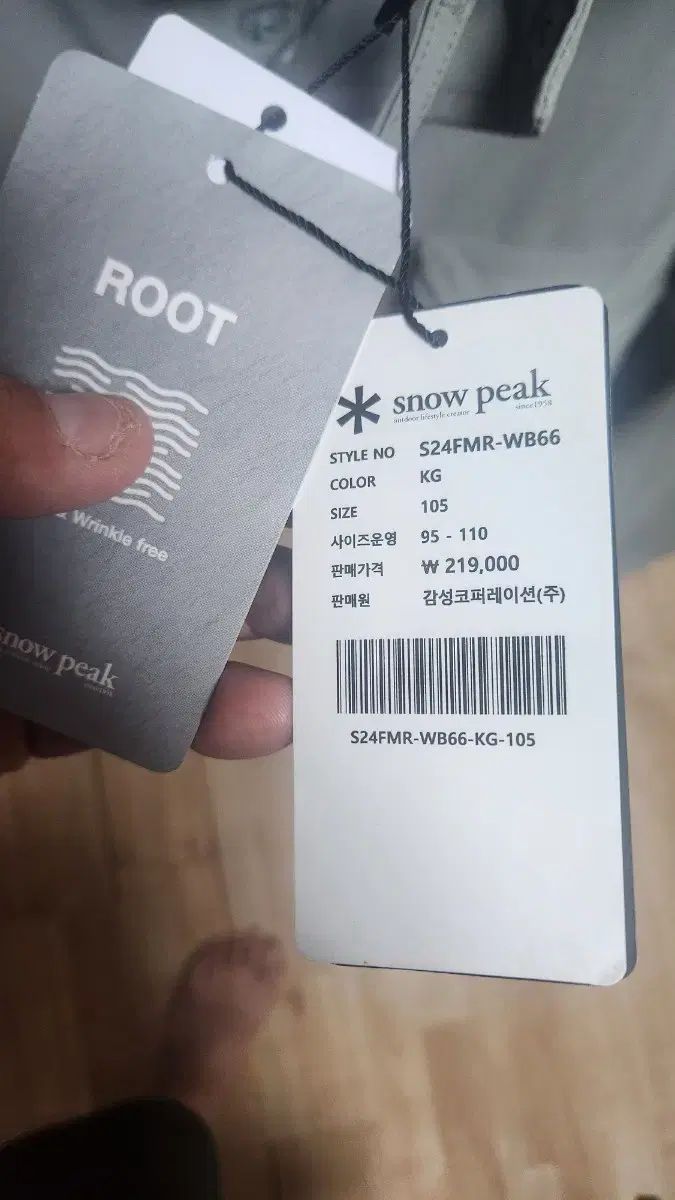 ROOT
Wrinkle free
snow peak
snow peak
outdoor lifestyle creator
since1958
STYLE NO S24FMR-WB66
COLOR KG
SIZE 105
사이즈운영 95 - 110
판매가격 ₩ 219,000
판매원 감성코퍼레이션(주)
S24FMR-WB66-KG-105